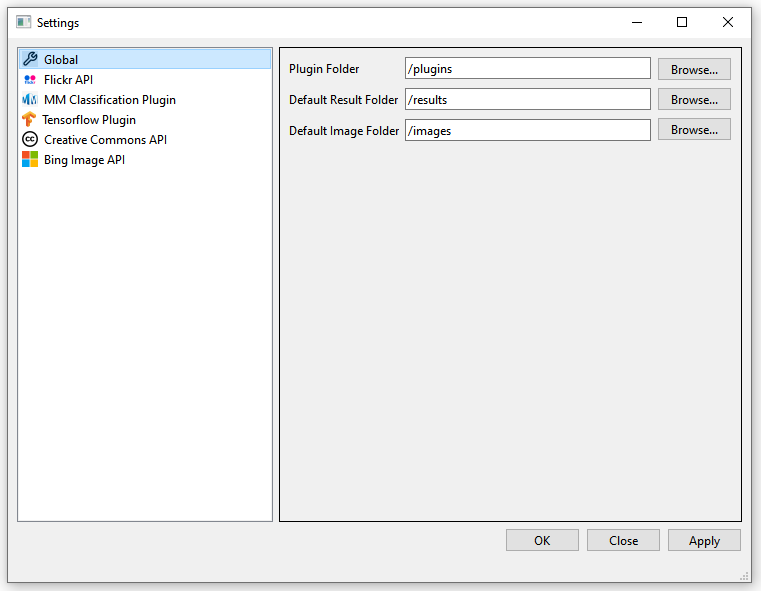 Settings
Global
Flickr API
MM Classification Plugin
Tensorflow Plugin
Creative Commons API
Bing Image API
Plugin Folder /plugins Browse...
Default Result Folder /results Browse...
Default Image Folder /images Browse...
OK Close Apply